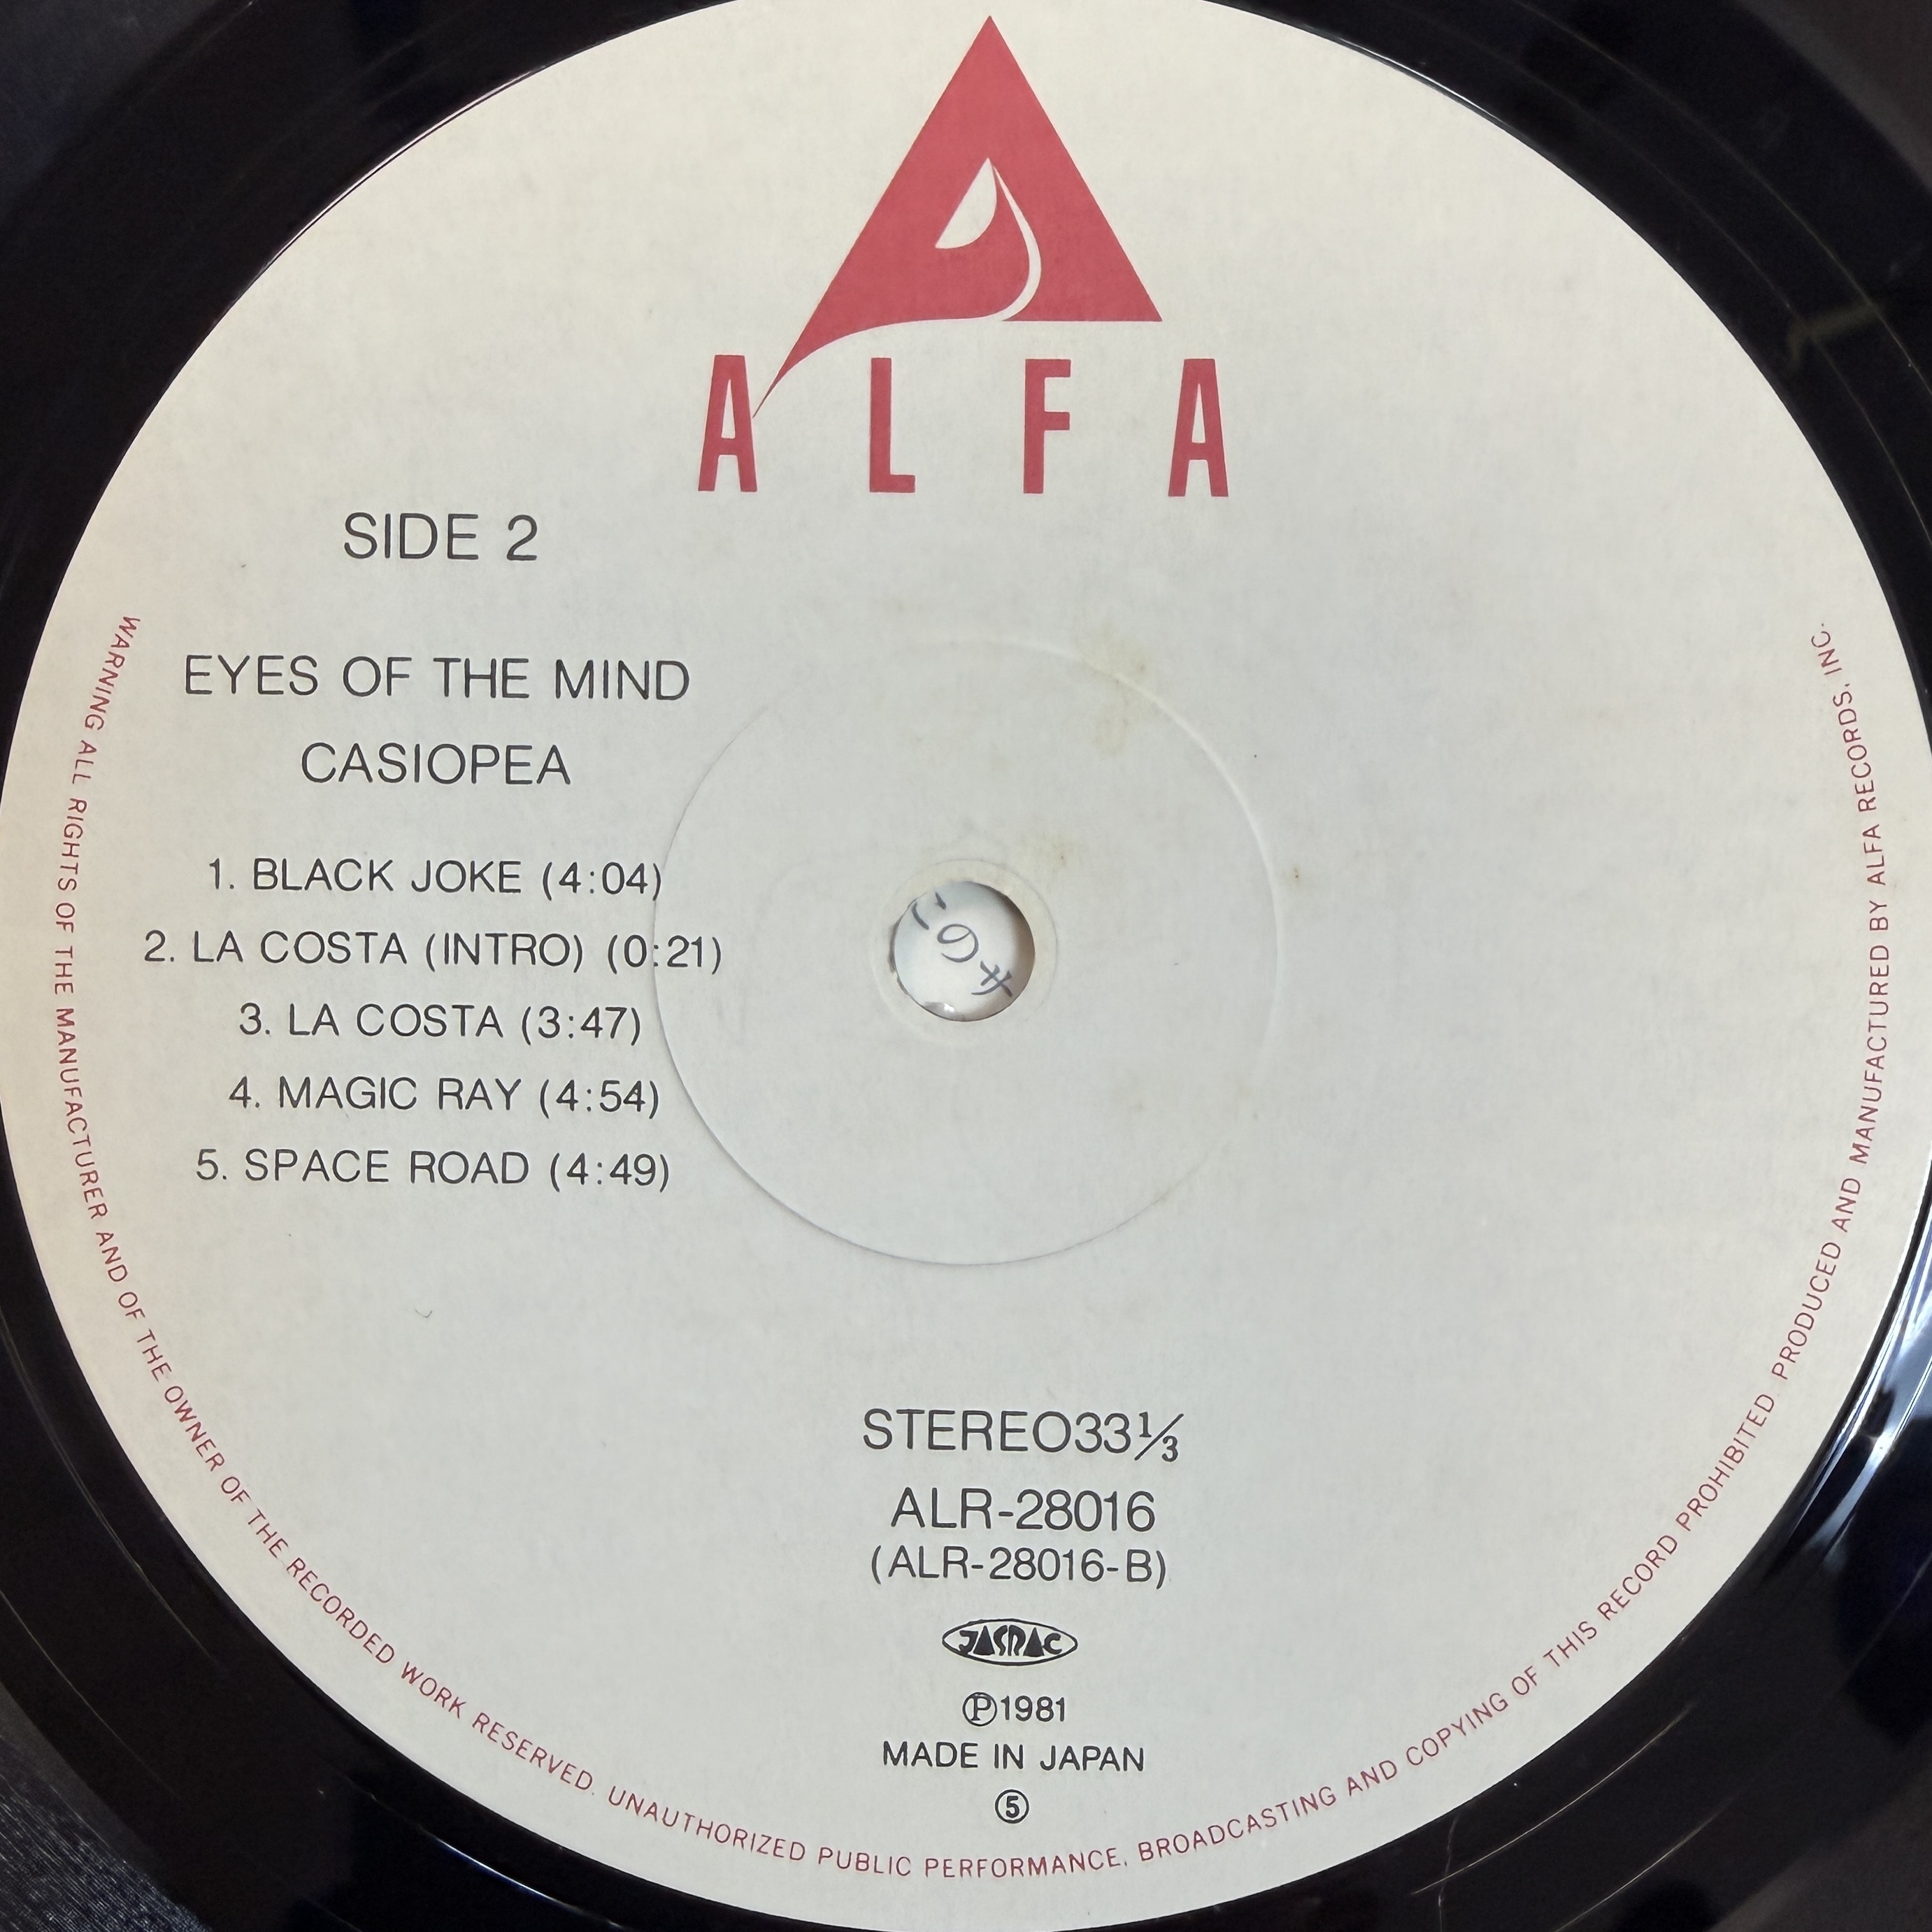 ALFA
SIDE 2
EYES OF THE MIND
CASIOPEA
1. BLACK JOKE (4:04)
2. LA COSTA (INTRO) (0:21)
3. LA COSTA (3:47)
4. MAGIC RAY (4:54)
5. SPACE ROAD (4:49)
この
STEREO33⅓
ALR-28016
(ALR-28016-B)
JASRAC
Ⓟ1981
MADE IN JAPAN
⑤
WARNING ALL RIGHTS OF THE MANUFACTURER AND OF THE OWNER OF THE RECORDED WORK RESERVED. UNAUTHORIZED PUBLIC PERFORMANCE, BROADCASTING AND COPYING OF THIS RECORD PROHIBITED. PRODUCED AND MANUFACTURED BY ALFA RECORDS, INC.